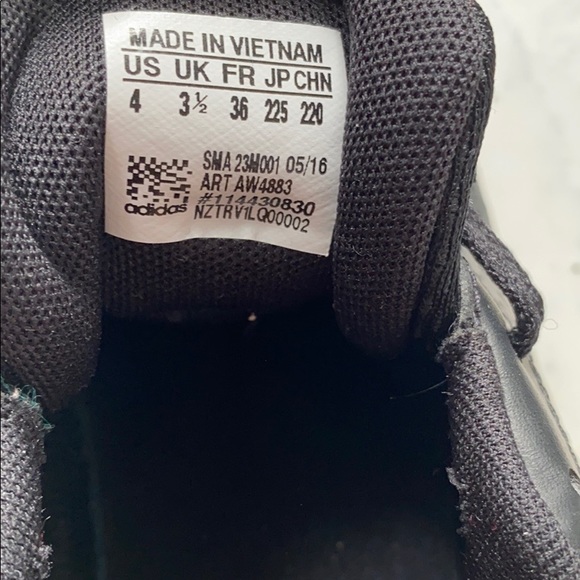 MADE IN VIETNAM
US UK FR JP CHN
4 3½ 36 225 220
SMA 23M001 05/16
ART AW4883
#114430830
NZTRV1LQ00002
adidas